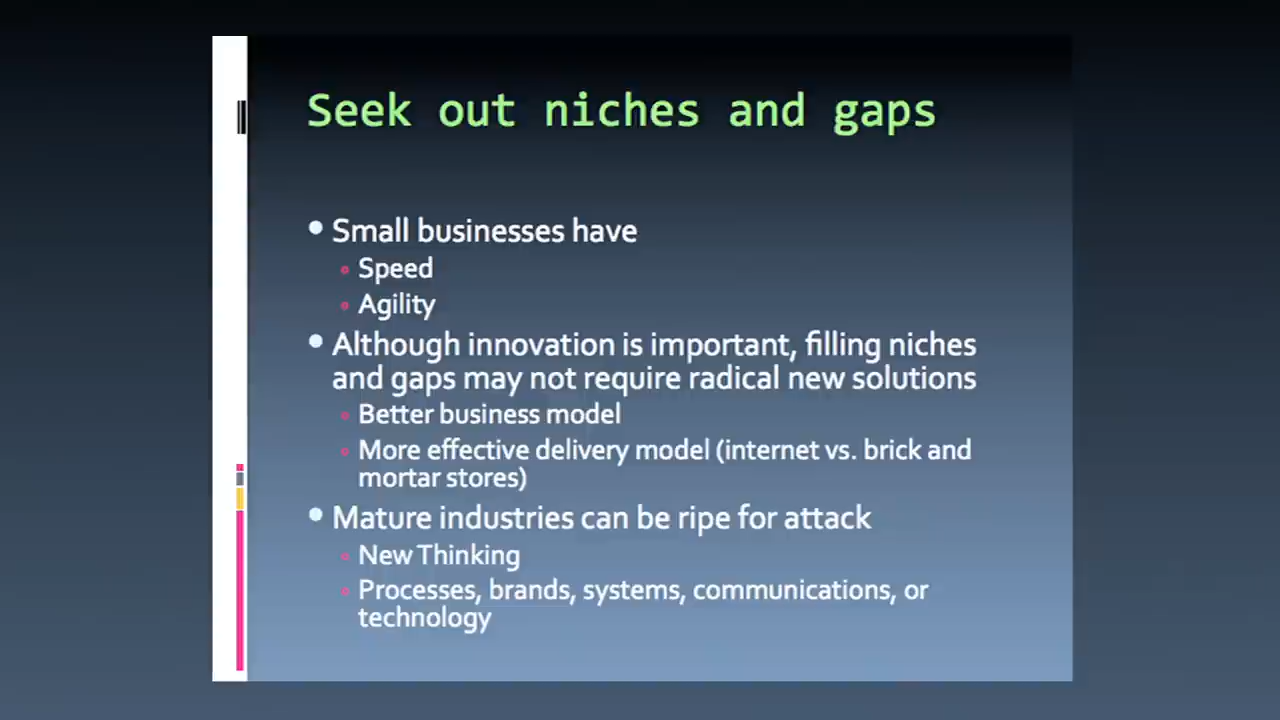 Seek out niches and gaps
Small businesses have
Speed
Agility
Although innovation is important, filling niches
and gaps may not require radical new solutions
Better business model
More effective delivery model (internet vs. brick and
mortar stores)
Mature industries can be ripe for attack
New Thinking
Processes, brands, systems, communications, or
technology